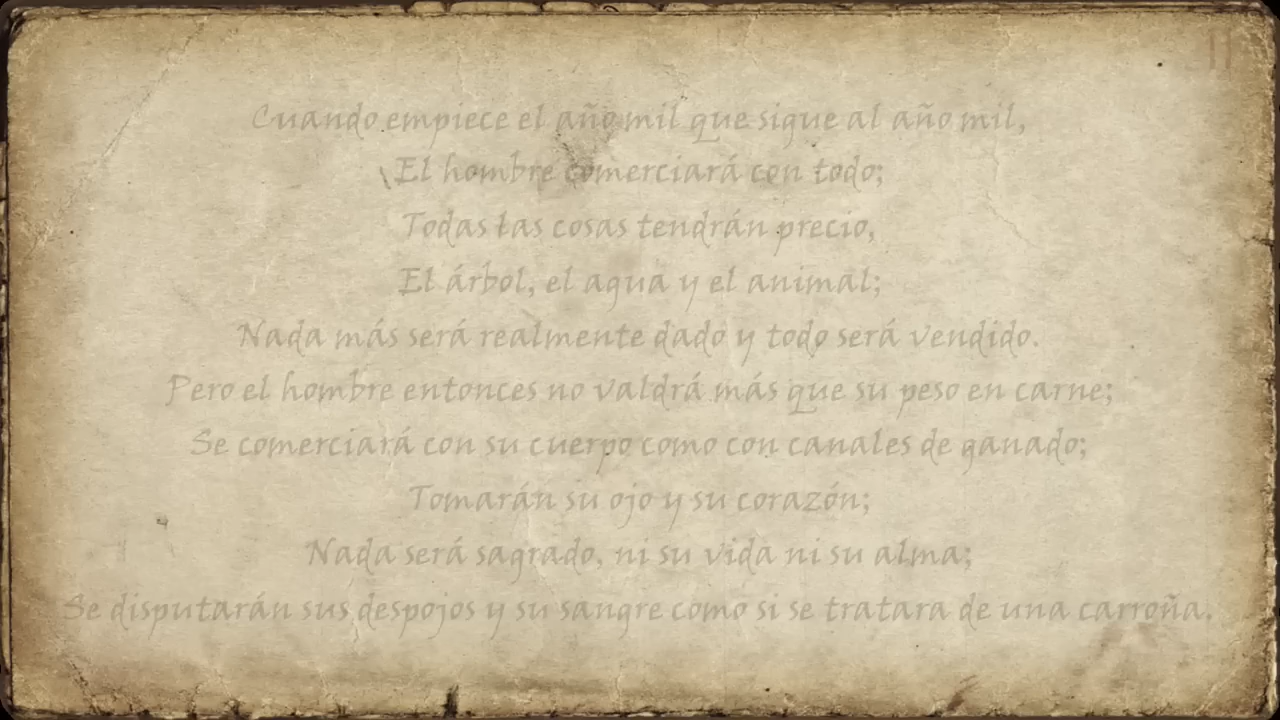 II
Cuando empiece el año mil que sigue al año mil,
El hombre comerciará con todo;
Todas las cosas tendrán precio,
El árbol, el agua y el animal;
Nada más será realmente dado y todo será vendido.
Pero el hombre entonces no valdrá más que su peso en carne;
Se comerciará con su cuerpo como con canales de ganado;
Tomarán su ojo y su corazón;
Nada será sagrado, ni su vida ni su alma;
Se disputarán sus despojos y su sangre como si se tratara de una carroña.